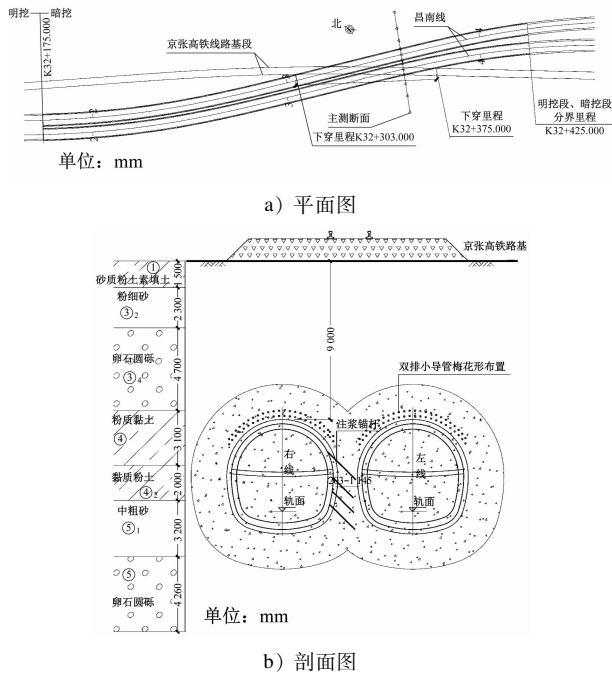 明挖 暗挖
K32+175.000
京张高铁线路基段
北
昌南线
主测断面
下穿里程K32+303.000
下穿里程
K32+375.000
明挖段、暗挖段
分界里程
K32+425.000
单位：mm
a）平面图
京张高铁路基
①
砂质粉土素填土
1 500
粉细砂
③2
2 300
卵石圆砾
③4
4 700
粉质黏土
④
3 100
黏质粉土
④2
2 000
中粗砂
⑤1
3 200
⑤
卵石圆砾
4 260
9 000
双排小导管梅花形布置
注浆锚杆
右线
左线
轨面
轨面
单位：mm
b）剖面图